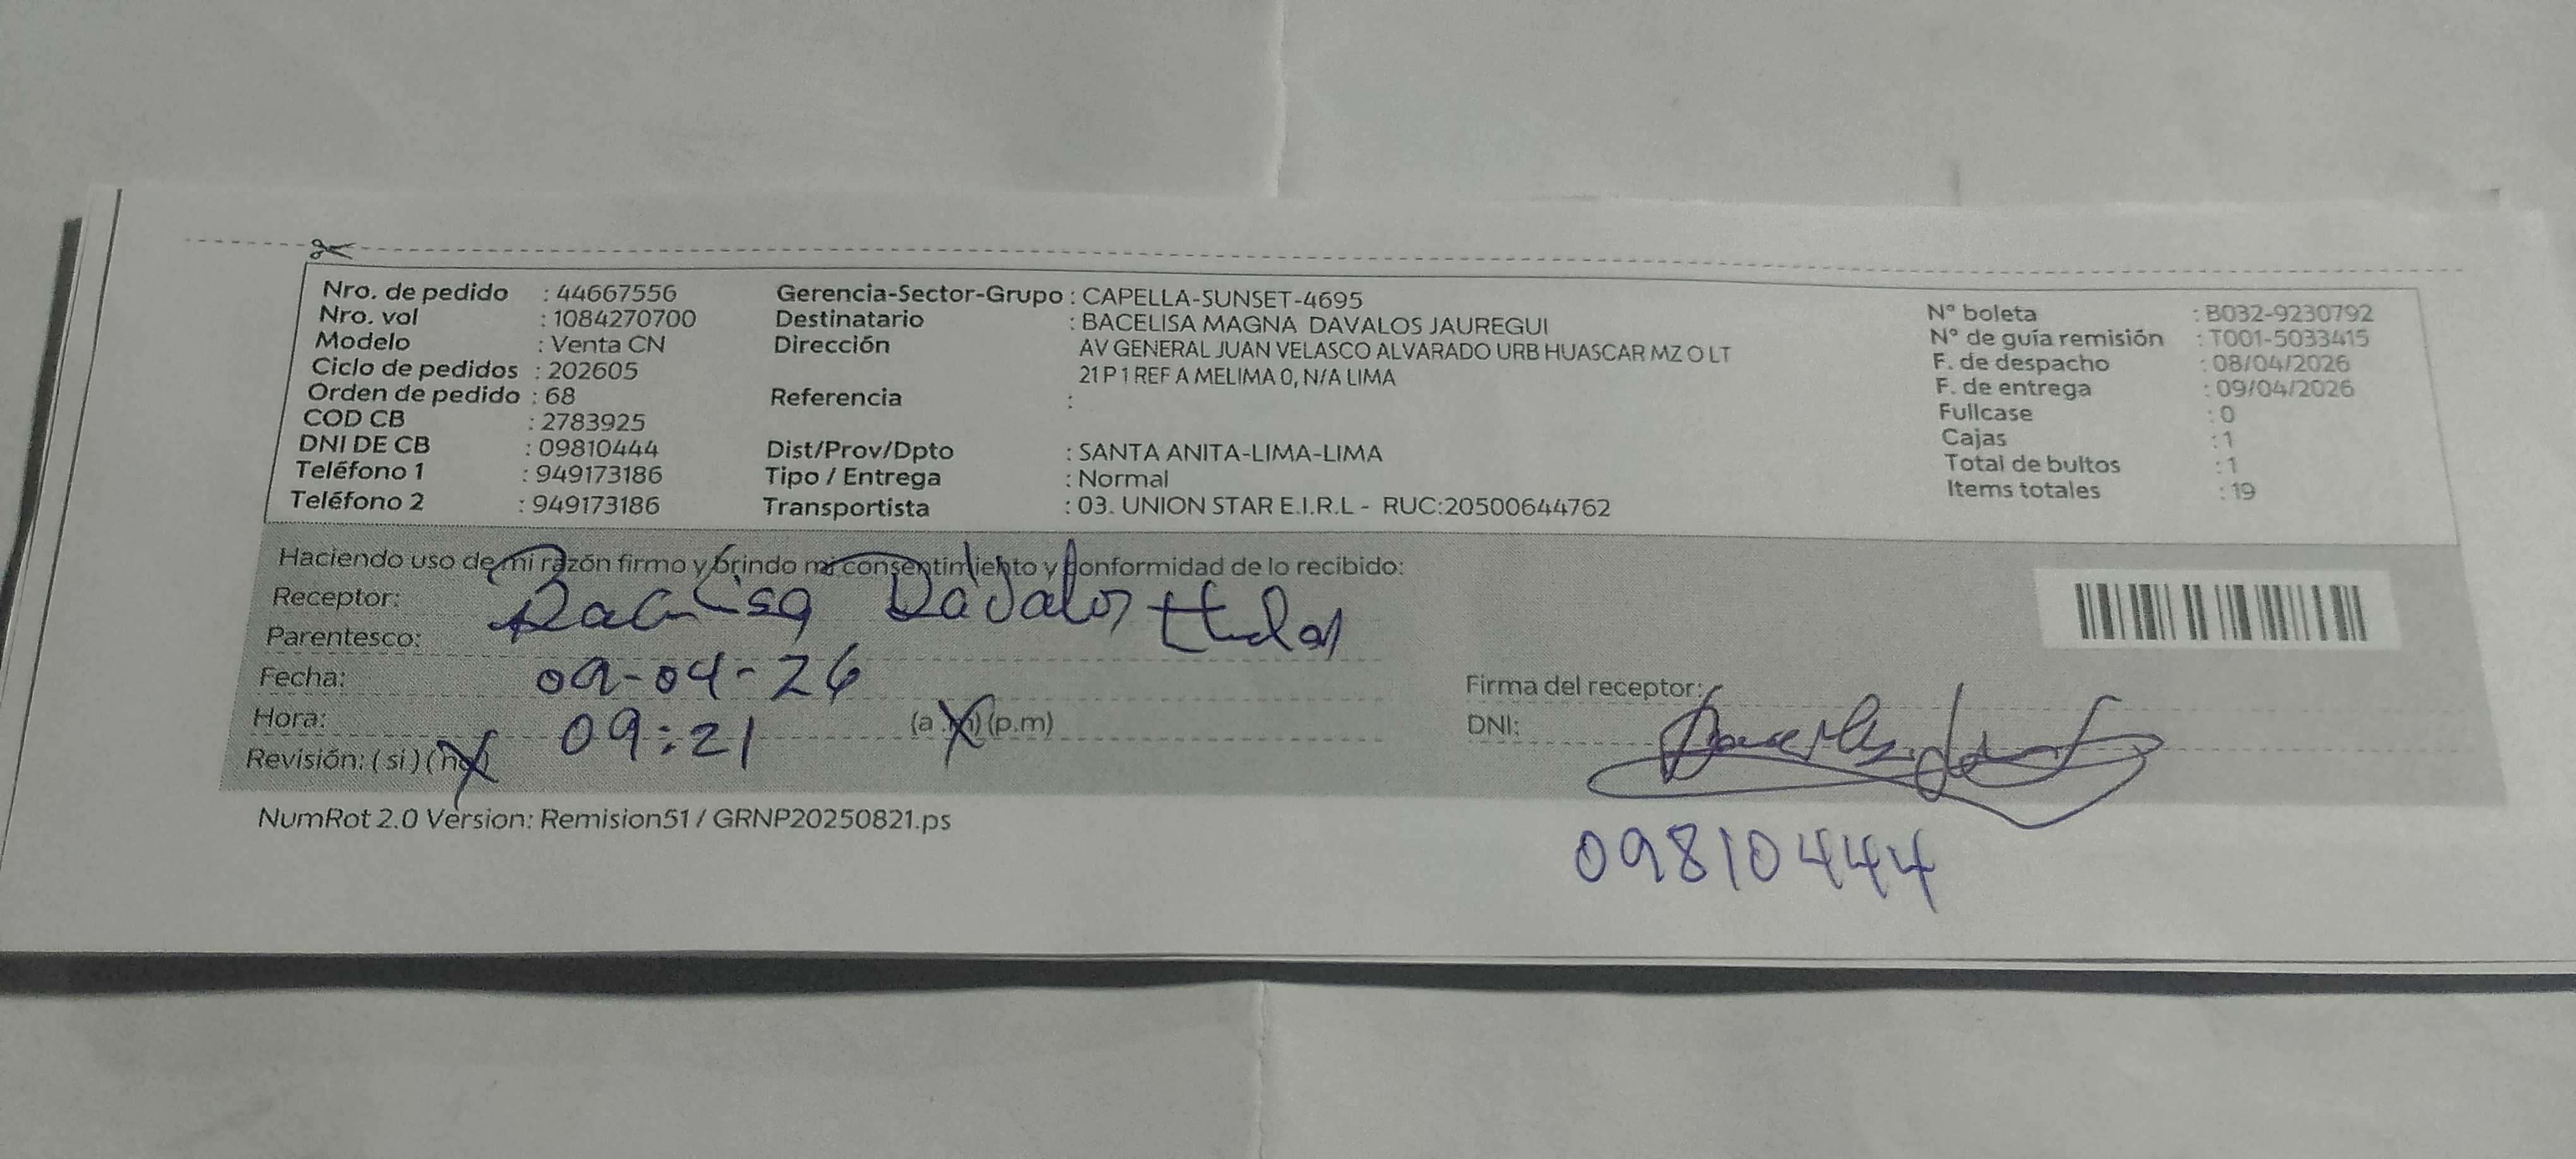 Nro. de pedido : 44667556
Nro. vol : 1084270700
Modelo : Venta CN
Ciclo de pedidos : 202605
Orden de pedido : 68
COD CB : 2783925
DNI DE CB : 09810444
Teléfono 1 : 949173186
Teléfono 2 : 949173186
Gerencia-Sector-Grupo : CAPELLA-SUNSET-4695
Destinatario : BACELISA MAGNA DAVALOS JAUREGUI
Dirección : AV GENERAL JUAN VELASCO ALVARADO URB HUASCAR MZ O LT
21 P 1 REF A MELIMA 0, N/A LIMA
Referencia :
Dist/Prov/Dpto : SANTA ANITA-LIMA-LIMA
Tipo / Entrega : Normal
Transportista : 03. UNION STAR E.I.R.L - RUC:20500644762
N° boleta : B032-9230792
N° de guía remisión : T001-5033415
F. de despacho : 08/04/2026
F. de entrega : 09/04/2026
Fullcase : 0
Cajas : 1
Total de bultos : 1
Items totales : 19
Haciendo uso de mi razón firmo y brindo mi consentimiento y conformidad de lo recibido:
Receptor: Davalos
Parentesco: titular
Fecha: 09-04-26
Hora: 09:21 (a.m) (p.m)
Revisión: (si) (no)
Firma del receptor:
DNI:
09810444
NumRot 2.0 Version: Remision51 / GRNP20250821.ps